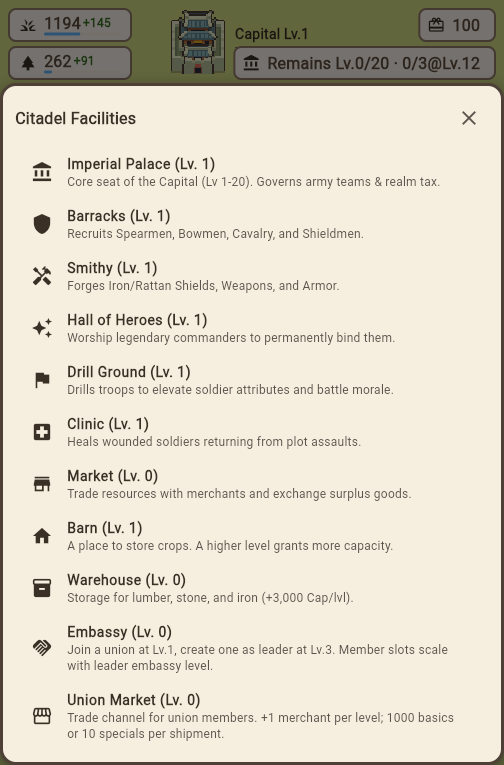 1194 +145
Capital Lv.1
100
262 +91
Remains Lv.0/20 · 0/3@Lv.12
Citadel Facilities
Imperial Palace (Lv. 1)
Core seat of the Capital (Lv 1-20). Governs army teams & realm tax.
Barracks (Lv. 1)
Recruits Spearmen, Bowmen, Cavalry, and Shieldmen.
Smithy (Lv. 1)
Forges Iron/Rattan Shields, Weapons, and Armor.
Hall of Heroes (Lv. 1)
Worship legendary commanders to permanently bind them.
Drill Ground (Lv. 1)
Drills troops to elevate soldier attributes and battle morale.
Clinic (Lv. 1)
Heals wounded soldiers returning from plot assaults.
Market (Lv. 0)
Trade resources with merchants and exchange surplus goods.
Barn (Lv. 1)
A place to store crops. A higher level grants more capacity.
Warehouse (Lv. 0)
Storage for lumber, stone, and iron (+3,000 Cap/lvl).
Embassy (Lv. 0)
Join a union at Lv.1, create one as leader at Lv.3. Member slots scale
with leader embassy level.
Union Market (Lv. 0)
Trade channel for union members. +1 merchant per level; 1000 basics
or 10 specials per shipment.